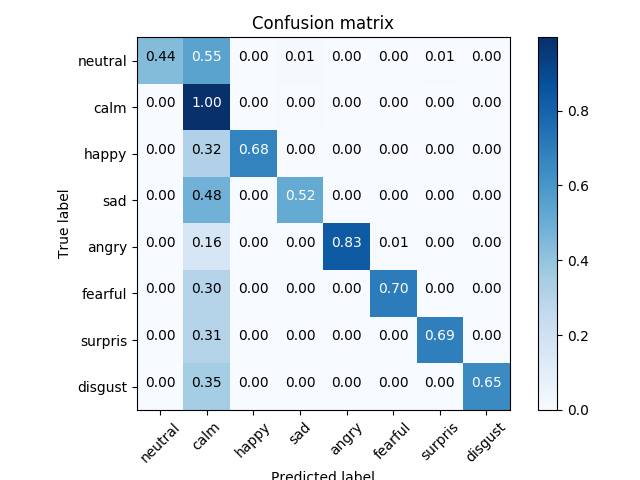 Confusion matrix
neutral 0.44 0.55 0.00 0.01 0.00 0.00 0.01 0.00
calm 0.00 1.00 0.00 0.00 0.00 0.00 0.00 0.00
happy 0.00 0.32 0.68 0.00 0.00 0.00 0.00 0.00
sad 0.00 0.48 0.00 0.52 0.00 0.00 0.00 0.00
angry 0.00 0.16 0.00 0.00 0.83 0.01 0.00 0.00
fearful 0.00 0.30 0.00 0.00 0.00 0.70 0.00 0.00
surpris 0.00 0.31 0.00 0.00 0.00 0.00 0.69 0.00
disgust 0.00 0.35 0.00 0.00 0.00 0.00 0.00 0.65
True label
neutral calm happy sad angry fearful surpris disgust
Predicted label
0.8
0.6
0.4
0.2
0.0